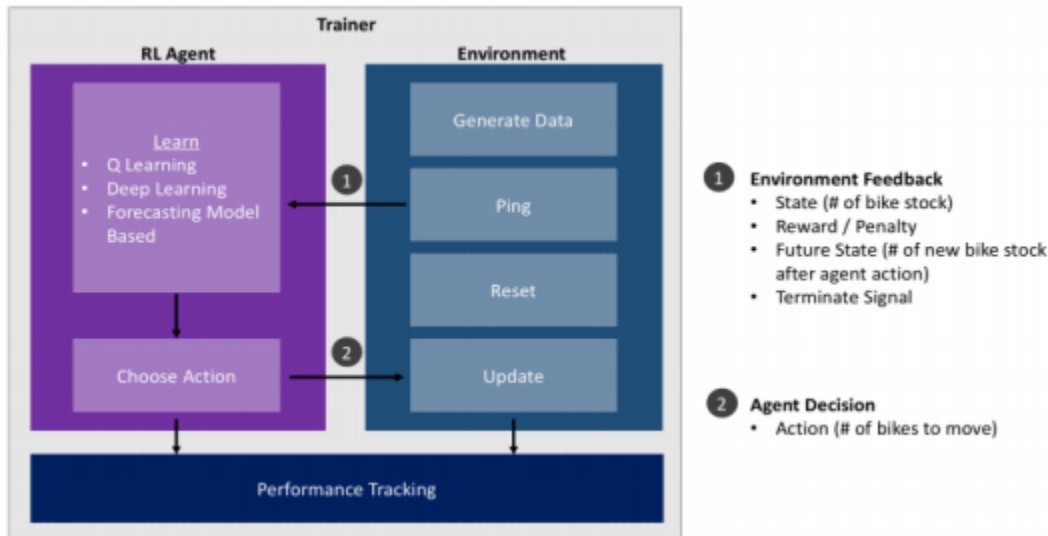 Trainer
RL Agent
Environment
Learn
• Q Learning
• Deep Learning
• Forecasting Model
Based
Choose Action
1
2
Generate Data
Ping
Reset
Update
Performance Tracking
1 Environment Feedback
• State (# of bike stock)
• Reward / Penalty
• Future State (# of new bike stock
after agent action)
• Terminate Signal
2 Agent Decision
• Action (# of bikes to move)